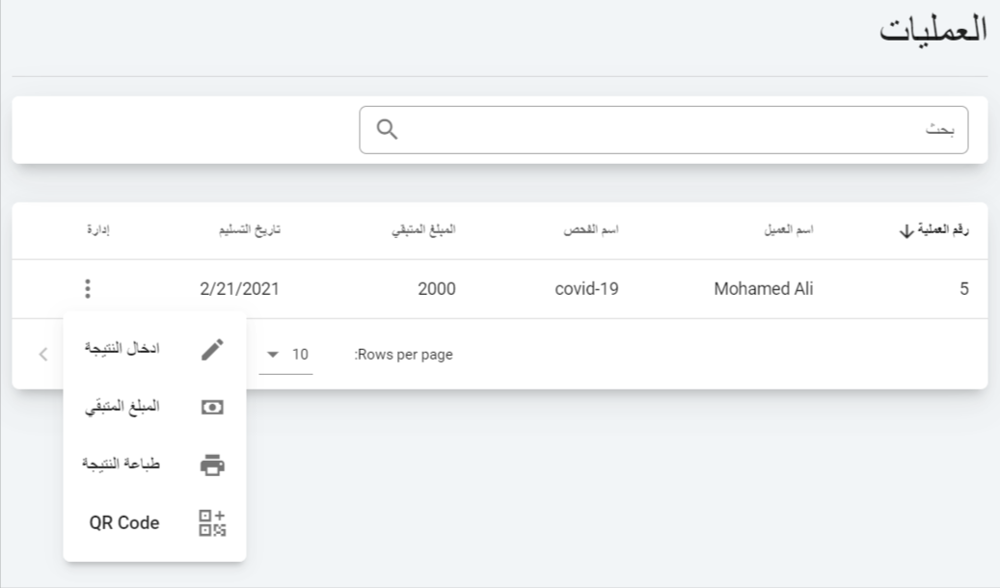 العمليات
بحث
رقم العملية اسم العميل اسم الفحص المبلغ المتبقي تاريخ التسليم إدارة
5 Mohamed Ali covid-19 2000 2/21/2021
:Rows per page 10
ادخال النتيجة
المبلغ المتبقي
طباعة النتيجة
QR Code